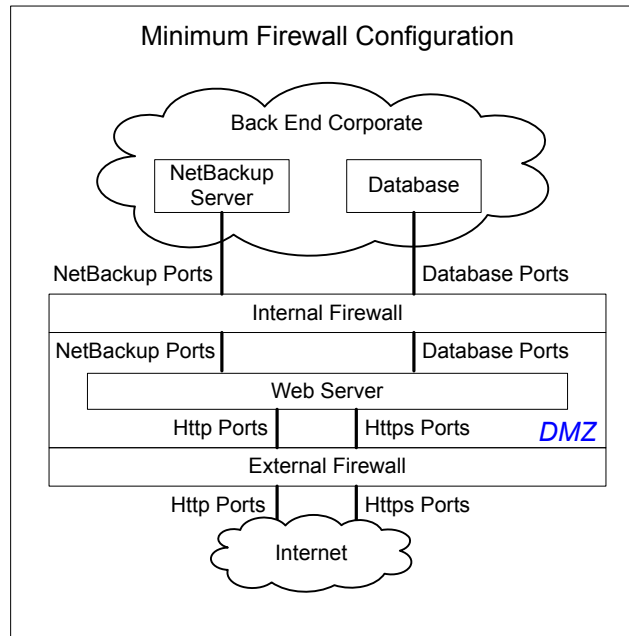 Minimum Firewall Configuration
Back End Corporate
NetBackup
Server
Database
NetBackup Ports
Database Ports
Internal Firewall
NetBackup Ports
Database Ports
Web Server
Http Ports
Https Ports
DMZ
External Firewall
Http Ports
Https Ports
Internet